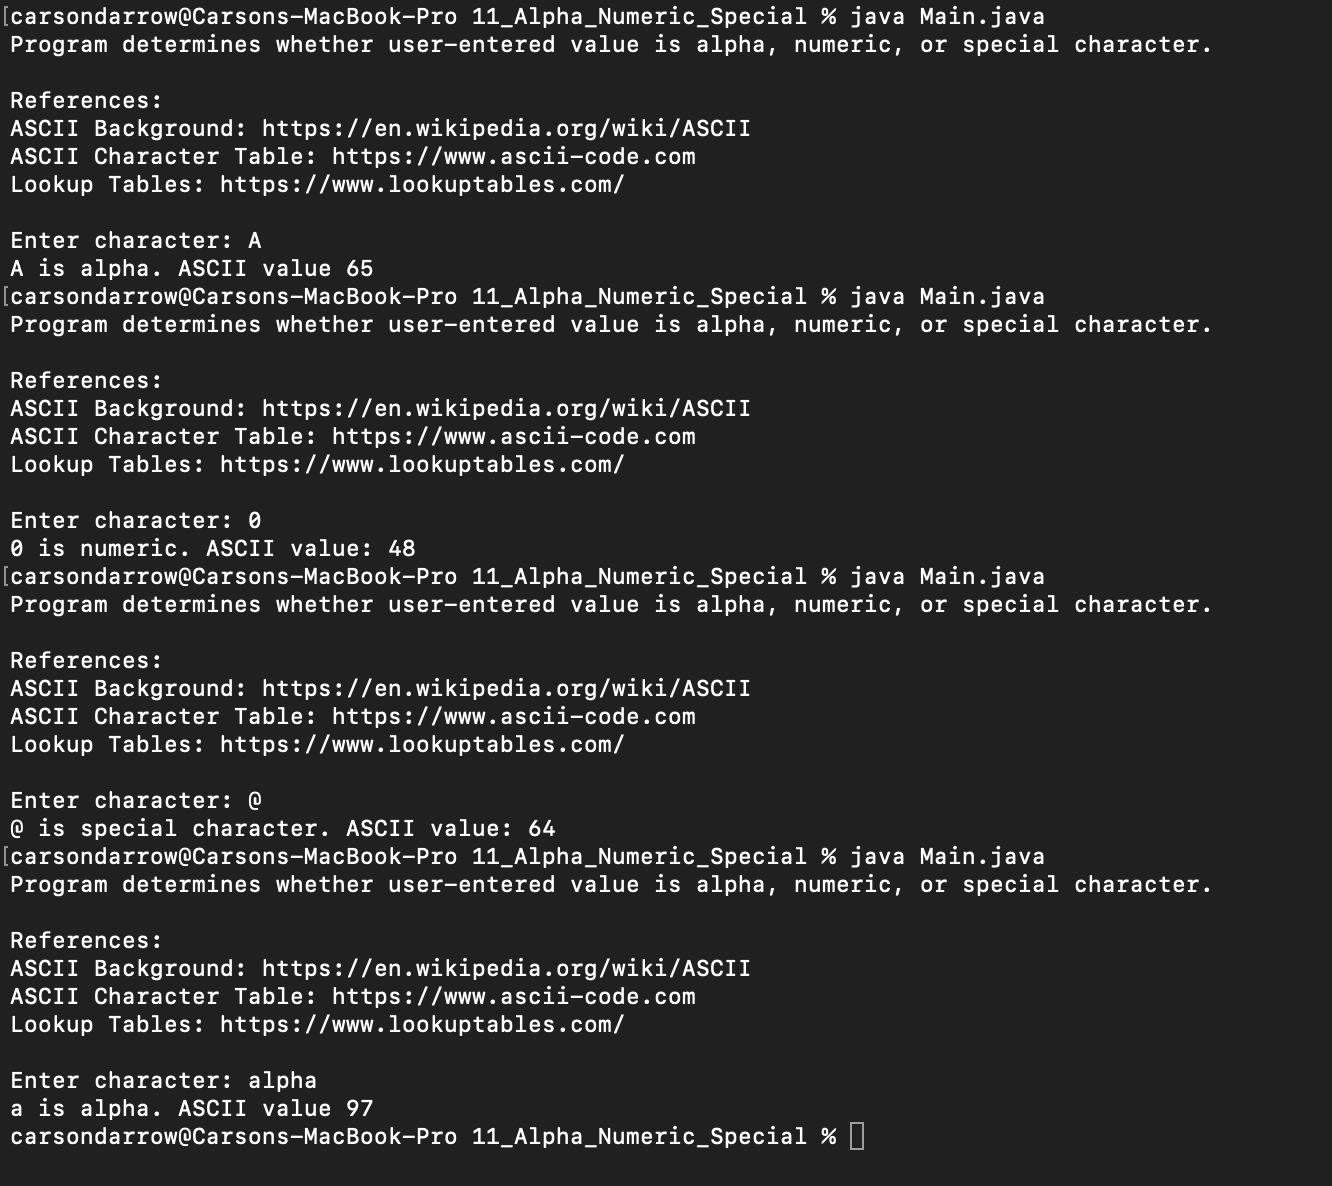 [carsondarrow@Carsons-MacBook-Pro 11_Alpha_Numeric_Special % java Main.java
Program determines whether user-entered value is alpha, numeric, or special character.
References:
ASCII Background: https://en.wikipedia.org/wiki/ASCII
ASCII Character Table: https://www.ascii-code.com
Lookup Tables: https://www.lookuptables.com/
Enter character: A
A is alpha. ASCII value 65
[carsondarrow@Carsons-MacBook-Pro 11_Alpha_Numeric_Special % java Main.java
Program determines whether user-entered value is alpha, numeric, or special character.
References:
ASCII Background: https://en.wikipedia.org/wiki/ASCII
ASCII Character Table: https://www.ascii-code.com
Lookup Tables: https://www.lookuptables.com/
Enter character: 0
0 is numeric. ASCII value: 48
[carsondarrow@Carsons-MacBook-Pro 11_Alpha_Numeric_Special % java Main.java
Program determines whether user-entered value is alpha, numeric, or special character.
References:
ASCII Background: https://en.wikipedia.org/wiki/ASCII
ASCII Character Table: https://www.ascii-code.com
Lookup Tables: https://www.lookuptables.com/
Enter character: @
@ is special character. ASCII value: 64
[carsondarrow@Carsons-MacBook-Pro 11_Alpha_Numeric_Special % java Main.java
Program determines whether user-entered value is alpha, numeric, or special character.
References:
ASCII Background: https://en.wikipedia.org/wiki/ASCII
ASCII Character Table: https://www.ascii-code.com
Lookup Tables: https://www.lookuptables.com/
Enter character: alpha
a is alpha. ASCII value 97
carsondarrow@Carsons-MacBook-Pro 11_Alpha_Numeric_Special %